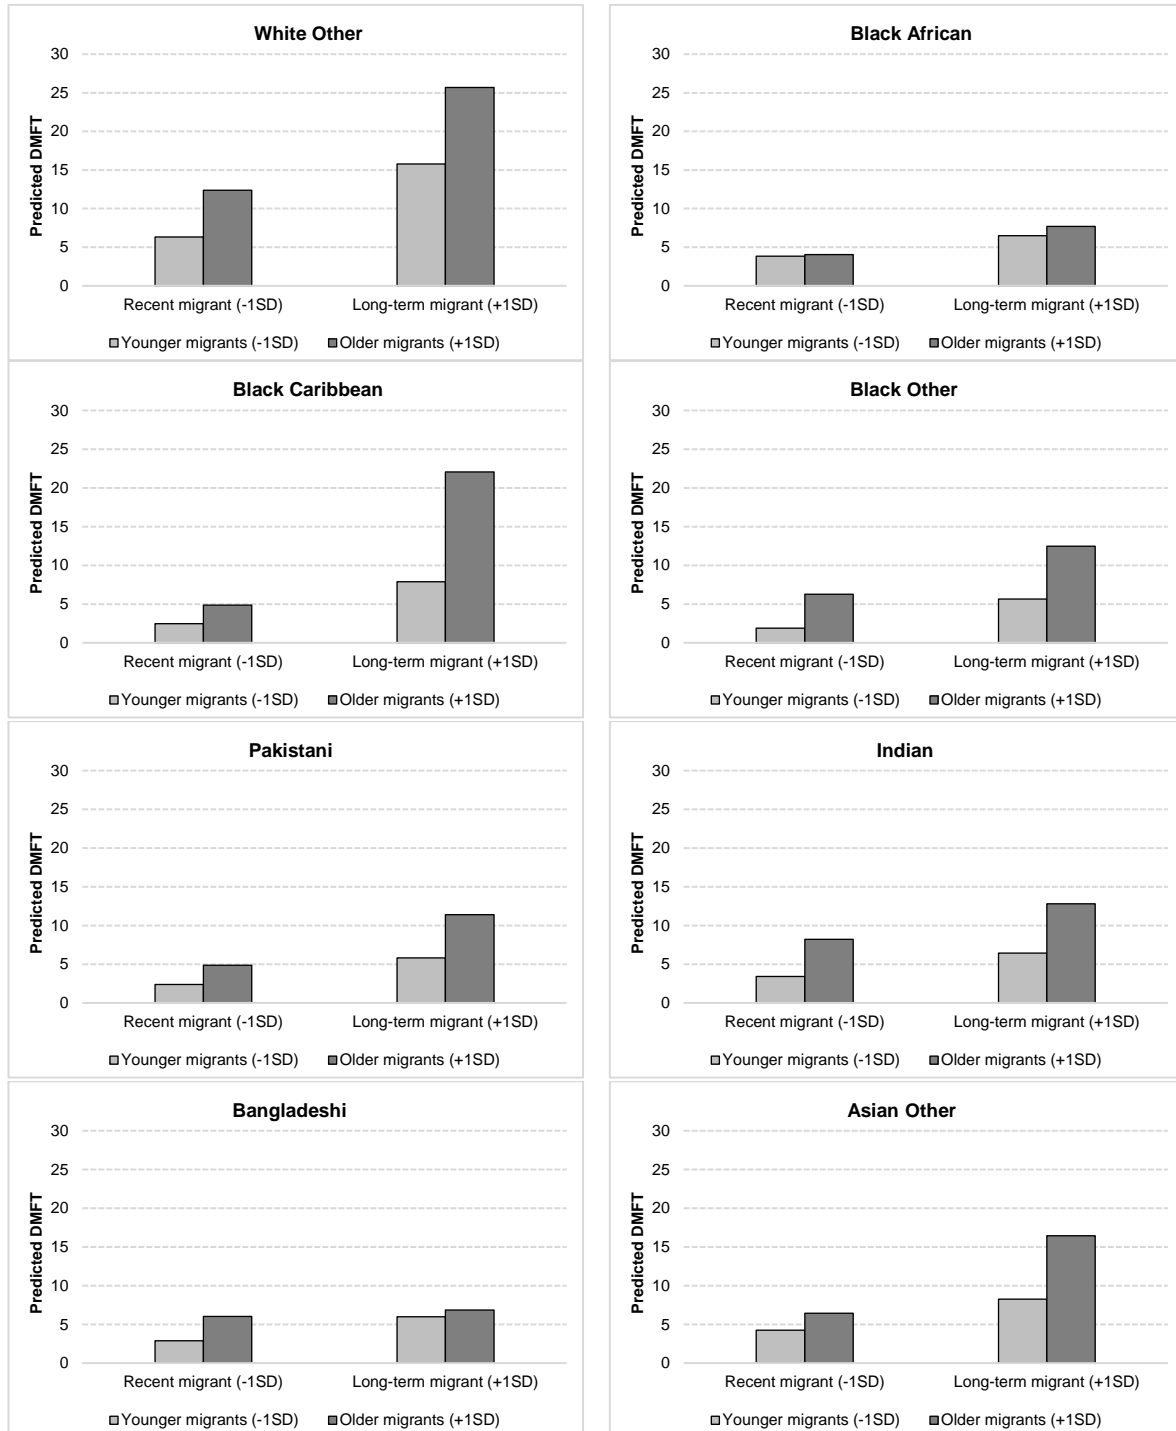 White Other
Predicted DMFT
30
25
20
15
10
5
0
Recent migrant (-1SD) Long-term migrant (+1SD)
Younger migrants (-1SD) Older migrants (+1SD)
Black African
Predicted DMFT
30
25
20
15
10
5
0
Recent migrant (-1SD) Long-term migrant (+1SD)
Younger migrants (-1SD) Older migrants (+1SD)
Black Caribbean
Predicted DMFT
30
25
20
15
10
5
0
Recent migrant (-1SD) Long-term migrant (+1SD)
Younger migrants (-1SD) Older migrants (+1SD)
Black Other
Predicted DMFT
30
25
20
15
10
5
0
Recent migrant (-1SD) Long-term migrant (+1SD)
Younger migrants (-1SD) Older migrants (+1SD)
Pakistani
Predicted DMFT
30
25
20
15
10
5
0
Recent migrant (-1SD) Long-term migrant (+1SD)
Younger migrants (-1SD) Older migrants (+1SD)
Indian
Predicted DMFT
30
25
20
15
10
5
0
Recent migrant (-1SD) Long-term migrant (+1SD)
Younger migrants (-1SD) Older migrants (+1SD)
Bangladeshi
Predicted DMFT
30
25
20
15
10
5
0
Recent migrant (-1SD) Long-term migrant (+1SD)
Younger migrants (-1SD) Older migrants (+1SD)
Asian Other
Predicted DMFT
30
25
20
15
10
5
0
Recent migrant (-1SD) Long-term migrant (+1SD)
Younger migrants (-1SD) Older migrants (+1SD)